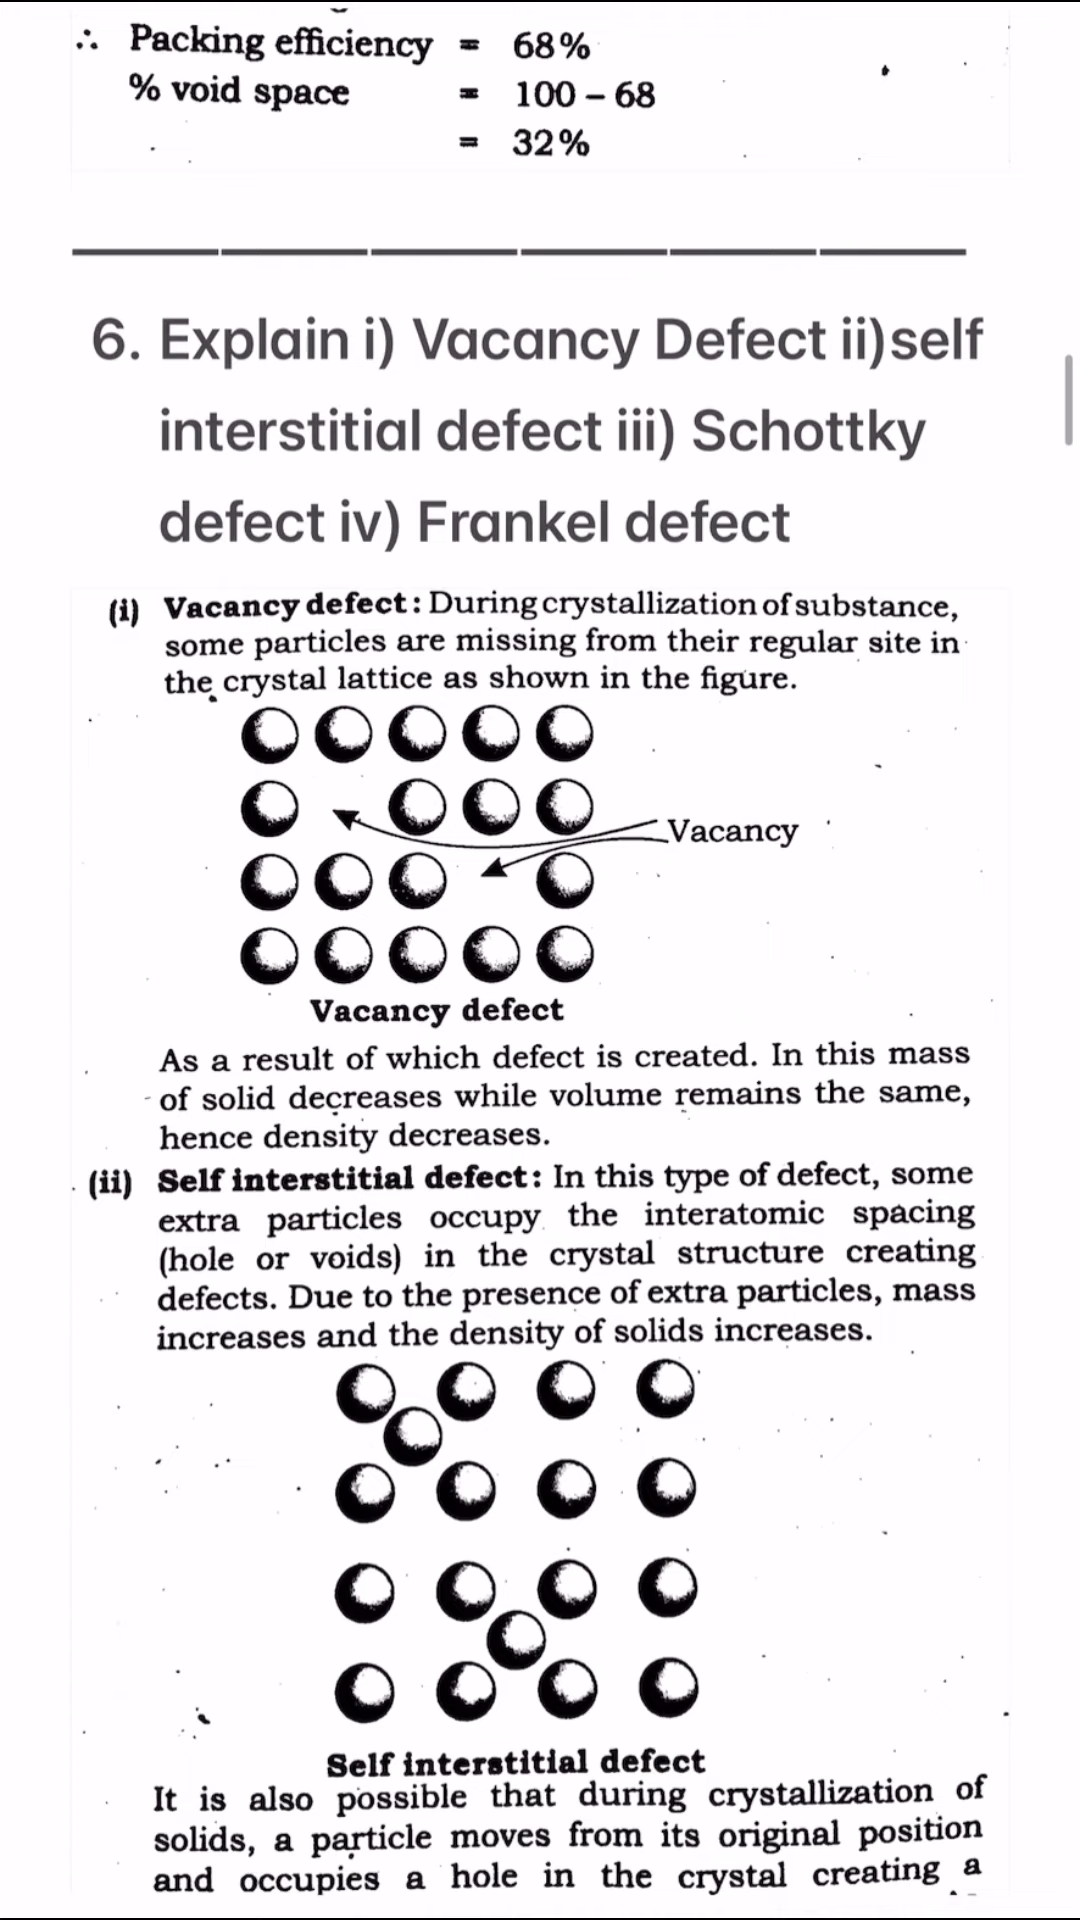 ∴ Packing efficiency = 68%
% void space = 100 – 68
= 32%
6. Explain i) Vacancy Defect ii)self
interstitial defect iii) Schottky
defect iv) Frankel defect
(i) Vacancy defect : During crystallization of substance,
some particles are missing from their regular site in
the crystal lattice as shown in the figure.
Vacancy
Vacancy defect
As a result of which defect is created. In this mass
of solid decreases while volume remains the same,
hence density decreases.
(ii) Self interstitial defect : In this type of defect, some
extra particles occupy the interatomic spacing
(hole or voids) in the crystal structure creating
defects. Due to the presence of extra particles, mass
increases and the density of solids increases.
Self interstitial defect
It is also possible that during crystallization of
solids, a particle moves from its original position
and occupies a hole in the crystal creating a